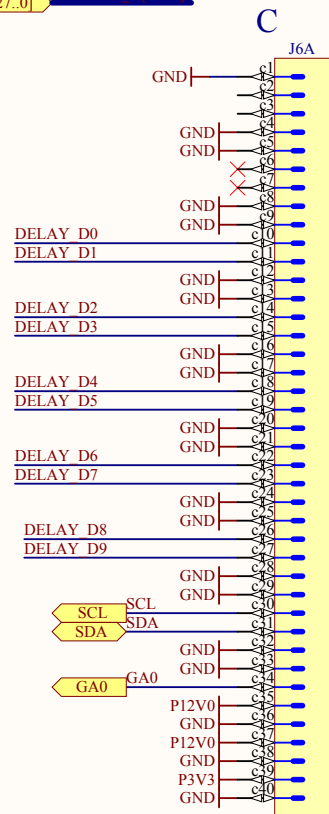 27..0]
C
J6A
GND c1
c2
c3
GND c4
GND c5
c6
c7
GND c8
GND c9
DELAY_D0 c10
DELAY_D1 c11
GND c12
GND c13
DELAY_D2 c14
DELAY_D3 c15
GND c16
GND c17
DELAY_D4 c18
DELAY_D5 c19
GND c20
GND c21
DELAY_D6 c22
DELAY_D7 c23
GND c24
GND c25
DELAY_D8 c26
DELAY_D9 c27
GND c28
GND c29
SCL SCL c30
SDA SDA c31
GND c32
GND c33
GA0 GA0 c34
P12V0 c35
GND c36
P12V0 c37
GND c38
P3V3 c39
GND c40